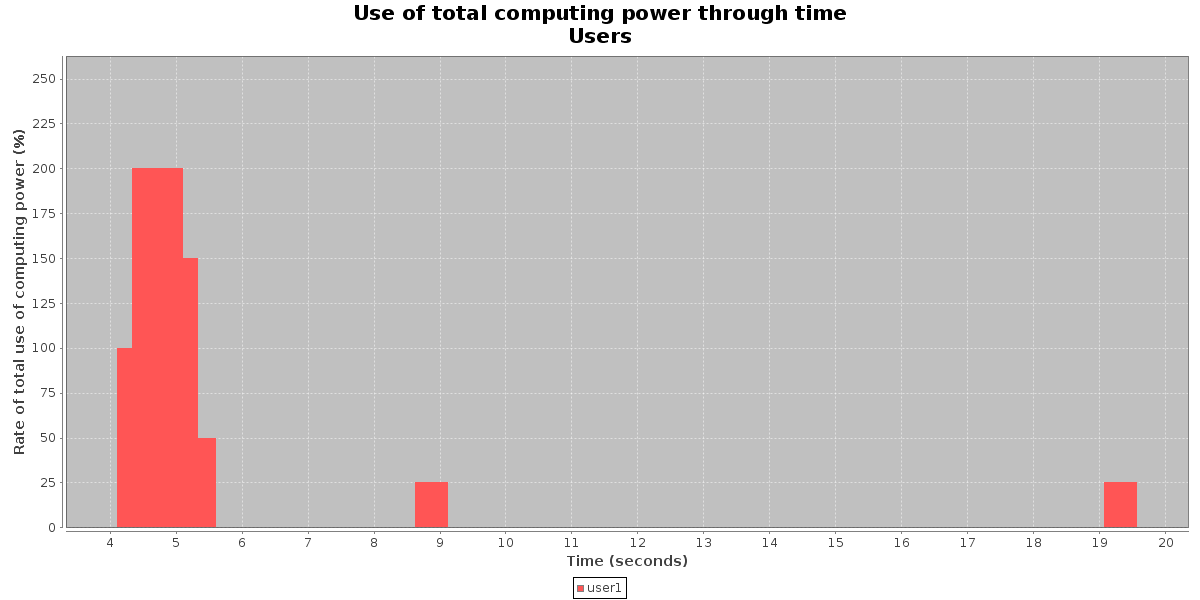 Use of total computing power through time
Users
Rate of total use of computing power (%)
250
225
200
175
150
125
100
75
50
25
0
4 5 6 7 8 9 10 11 12 13 14 15 16 17 18 19 20
Time (seconds)
user1